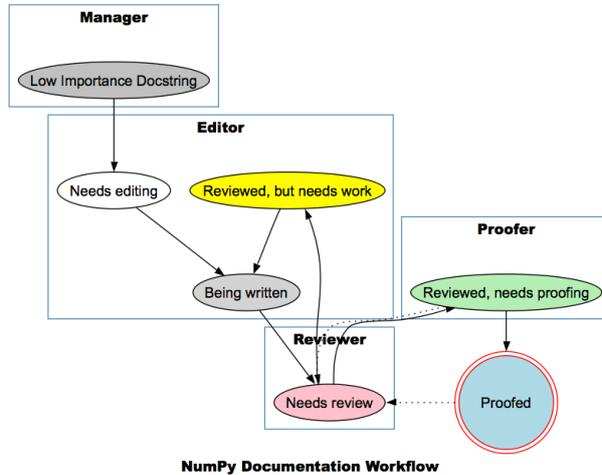 Manager
Low Importance Docstring
Editor
Needs editing
Reviewed, but needs work
Proofer
Being written
Reviewed, needs proofing
Reviewer
Needs review
Proofed
NumPy Documentation Workflow